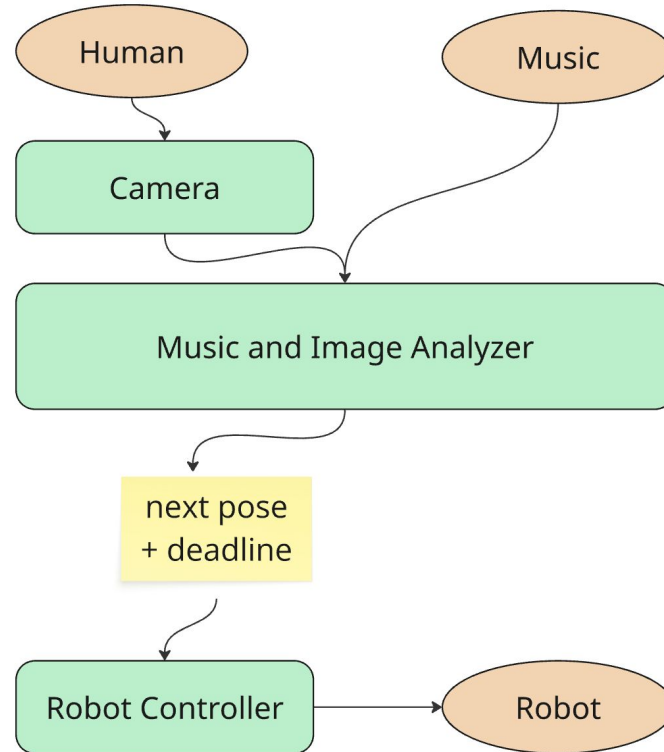 Human
Music
Camera
Music and Image Analyzer
next pose
+ deadline
Robot Controller
Robot